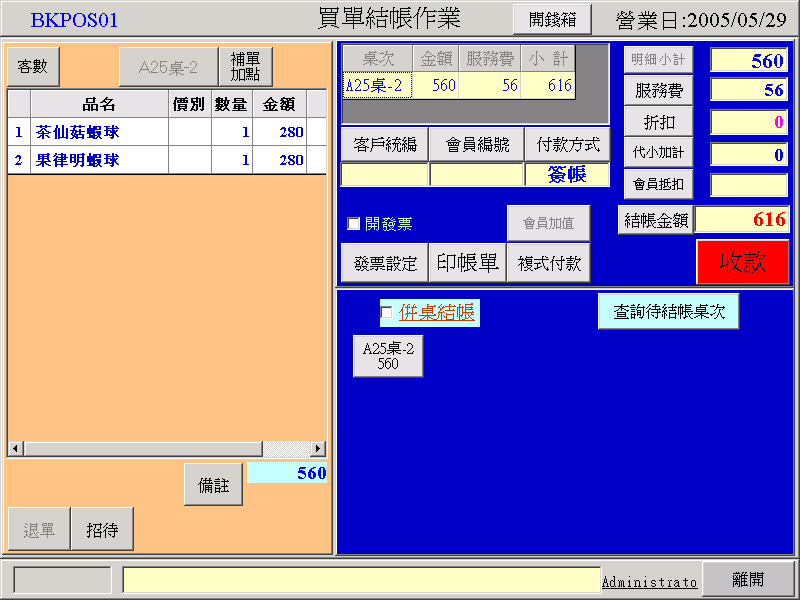 BKPOS01 買單結帳作業 開錢箱 營業日:2005/05/29
客數 A25桌-2 補單加點
品名 價別 數量 金額
1 茶仙菇蝦球 1 280
2 果律明蝦球 1 280
備註 560
退單 招待
桌次 金額 服務費 小 計
A25桌-2 560 56 616
客戶統編 會員編號 付款方式
簽帳
開發票 會員加值
發票設定 印帳單 複式付款
明細小計 560
服務費 56
折扣 0
代小加計 0
會員抵扣
結帳金額 616
收款
併桌結帳 查詢待結帳桌次
A25桌-2
560
Administrato 離開